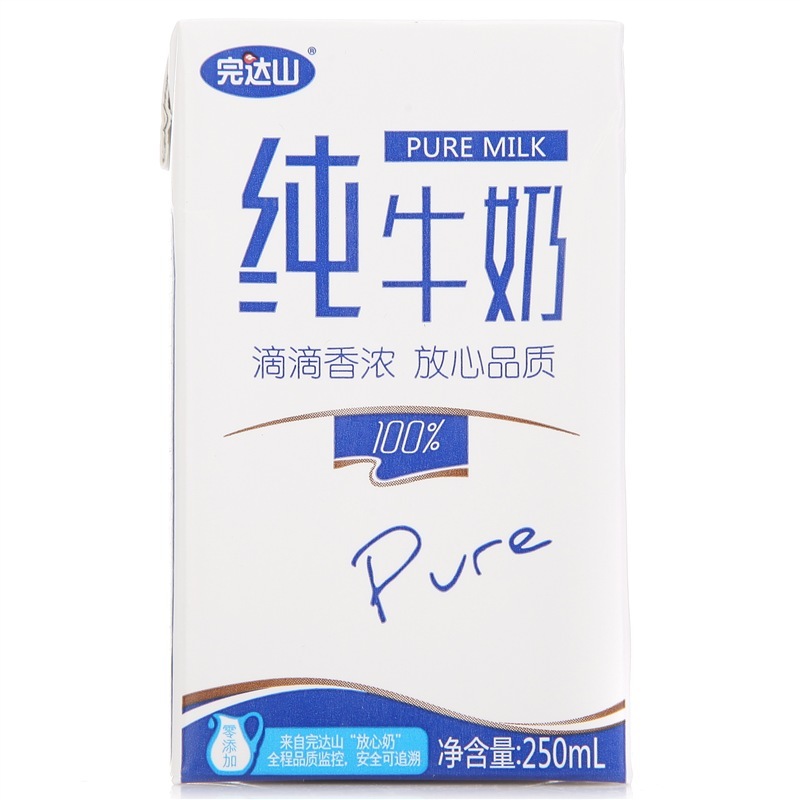 完达山®
PURE MILK
纯牛奶
滴滴香浓 放心品质
100%
Pure
零添加
来自完达山“放心奶”
全程品质监控，安全可追溯
净含量:250mL